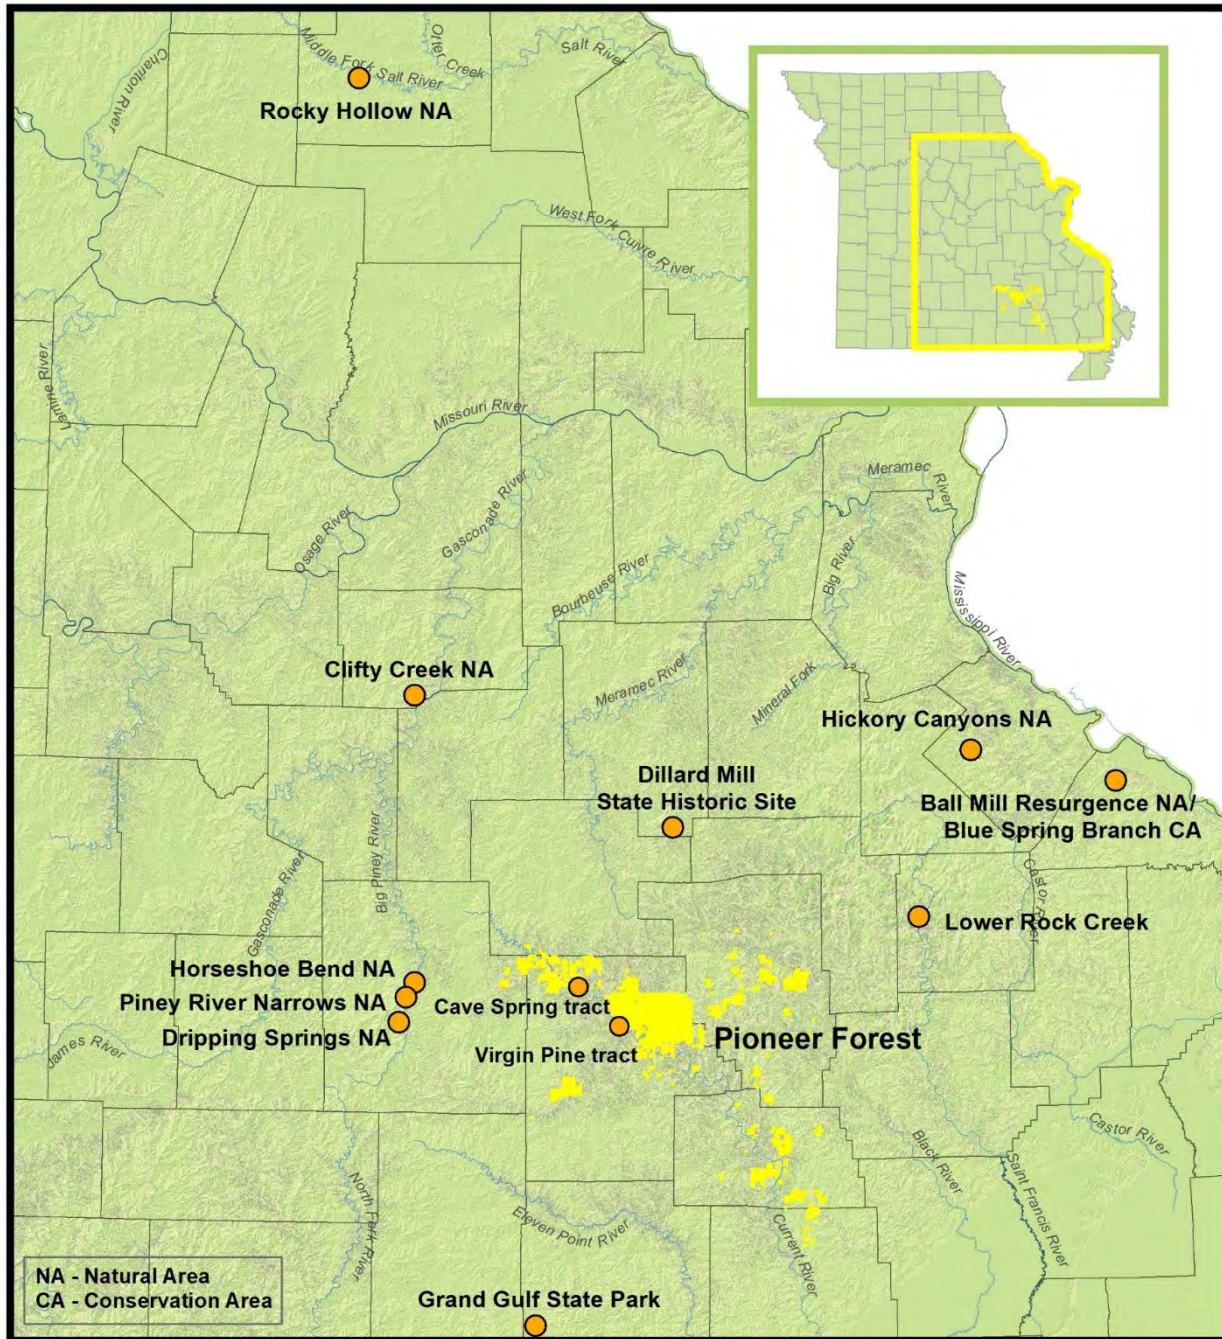 Chariton River
Middle Fork Salt River
Otter Creek
Salt River
Rocky Hollow NA
West Fork Cuivre River
Lamine River
Missouri River
Osage River
Gasconade River
Bourbeuse River
Meramec River
Big River
Mississippi River
Clifty Creek NA
Meramec River
Mineral Fork
Hickory Canyons NA
Dillard Mill
State Historic Site
Ball Mill Resurgence NA/
Blue Spring Branch CA
Big Piney River
Gasconade River
Castor River
Lower Rock Creek
Horseshoe Bend NA
Piney River Narrows NA
Dripping Springs NA
Cave Spring tract
Virgin Pine tract
Pioneer Forest
James River
North Fork River
Eleven Point River
Current River
Black River
Saint Francis River
Castor River
Grand Gulf State Park
NA - Natural Area
CA - Conservation Area